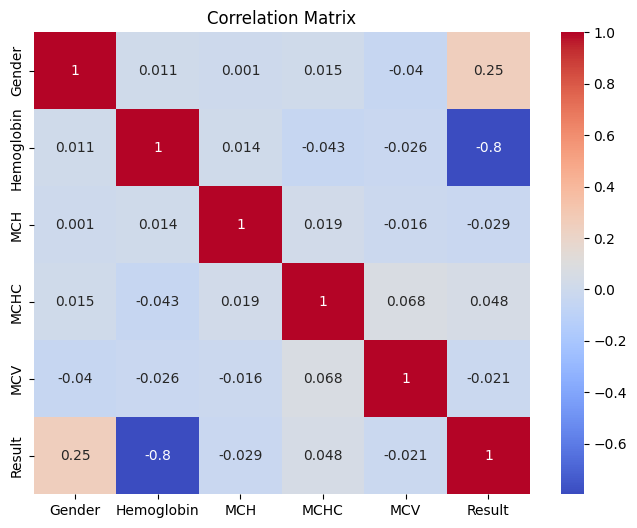 Correlation Matrix
Gender 1 0.011 0.001 0.015 -0.04 0.25
Hemoglobin 0.011 1 0.014 -0.043 -0.026 -0.8
MCH 0.001 0.014 1 0.019 -0.016 -0.029
MCHC 0.015 -0.043 0.019 1 0.068 0.048
MCV -0.04 -0.026 -0.016 0.068 1 -0.021
Result 0.25 -0.8 -0.029 0.048 -0.021 1
Gender Hemoglobin MCH MCHC MCV Result
1.0
0.8
0.6
0.4
0.2
0.0
−0.2
−0.4
−0.6